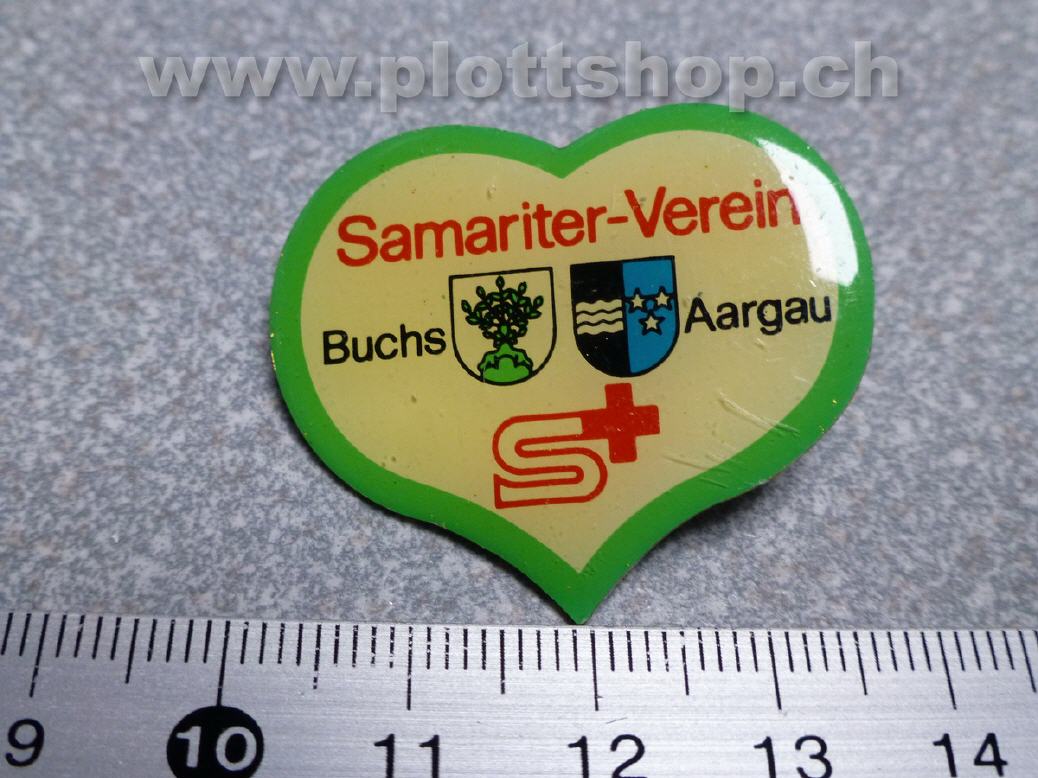 www.plottshop.ch
Samariter-Verein
Buchs Aargau
S+
9 10 11 12 13 14